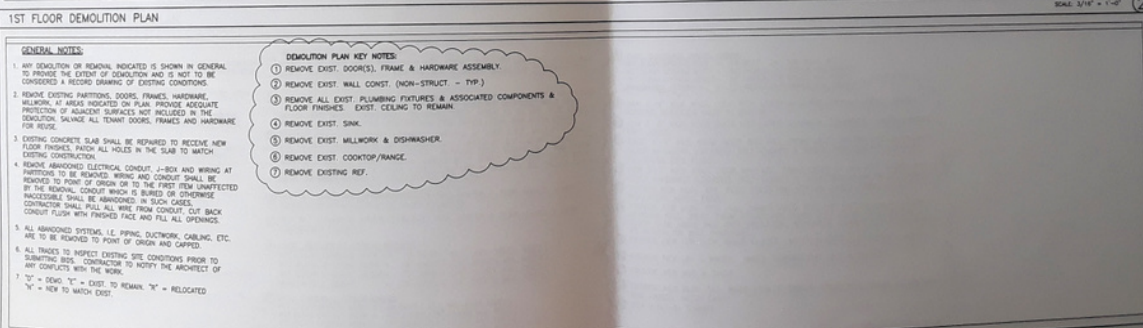 SCALE: 3/16" = 1'-0"
1ST FLOOR DEMOLITION PLAN
GENERAL NOTES:
1. ANY DEMOLITION OR REMOVAL INDICATED IS SHOWN IN GENERAL
TO PROVIDE THE EXTENT OF DEMOLITION AND IS NOT TO BE
CONSIDERED A RECORD DRAWING OF EXISTING CONDITIONS.
2. REMOVE EXISTING PARTITIONS, DOORS, FRAMES, HARDWARE,
MILLWORK, AT AREAS INDICATED ON PLAN. PROVIDE ADEQUATE
PROTECTION OF ADJACENT SURFACES NOT INCLUDED IN THE
DEMOLITION. SALVAGE ALL TENANT DOORS, FRAMES AND HARDWARE
FOR REUSE.
3. EXISTING CONCRETE SLAB SHALL BE REPAIRED TO RECEIVE NEW
FLOOR FINISHES, PATCH ALL HOLES IN THE SLAB TO MATCH
EXISTING CONSTRUCTION.
4. REMOVE ABANDONED ELECTRICAL CONDUIT, J-BOX AND WIRING AT
PARTITIONS TO BE REMOVED. WIRING AND CONDUIT SHALL BE
REMOVED TO POINT OF ORIGIN OR TO THE FIRST ITEM UNAFFECTED
BY THE REMOVAL. CONDUIT WHICH IS BURIED OR OTHERWISE
INACCESSIBLE SHALL BE ABANDONED. IN SUCH CASES,
CONTRACTOR SHALL PULL ALL WIRE FROM CONDUIT, CUT BACK
CONDUIT FLUSH WITH FINISHED FACE AND FILL ALL OPENINGS.
5. ALL ABANDONED SYSTEMS, I.E. PIPING, DUCTWORK, CABLING, ETC.
ARE TO BE REMOVED TO POINT OF ORIGIN AND CAPPED.
6. ALL TRADES TO INSPECT EXISTING SITE CONDITIONS PRIOR TO
SUBMITTING BIDS. CONTRACTOR TO NOTIFY THE ARCHITECT OF
ANY CONFLICTS WITH THE WORK.
7. "D" = DEMO. "E" = EXIST. TO REMAIN. "R" = RELOCATED
"N" = NEW TO MATCH EXIST.
DEMOLITION PLAN KEY NOTES:
1 REMOVE EXIST. DOOR(S), FRAME & HARDWARE ASSEMBLY.
2 REMOVE EXIST. WALL CONST. (NON-STRUCT. - TYP.)
3 REMOVE ALL EXIST. PLUMBING FIXTURES & ASSOCIATED COMPONENTS &
FLOOR FINISHES. EXIST. CEILING TO REMAIN.
4 REMOVE EXIST. SINK.
5 REMOVE EXIST. MILLWORK & DISHWASHER.
6 REMOVE EXIST. COOKTOP/RANGE.
7 REMOVE EXISTING REF.